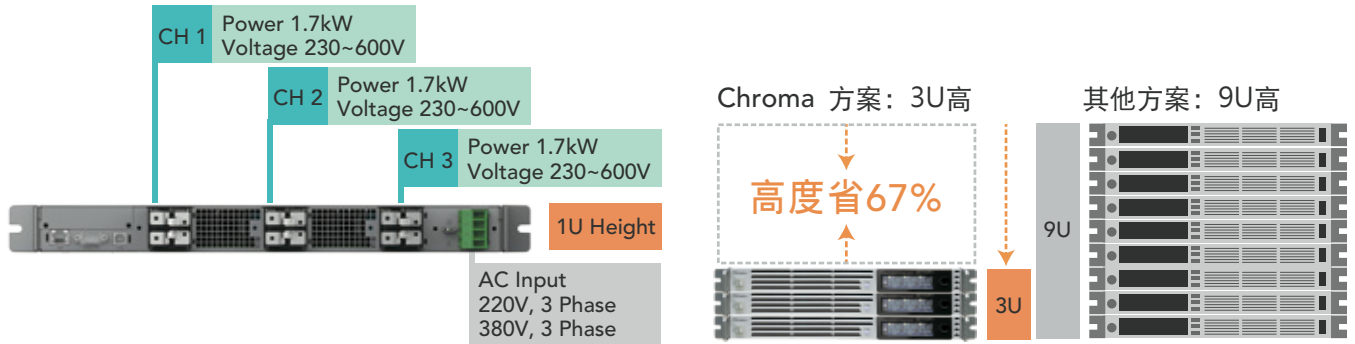 CH 1
Power 1.7kW
Voltage 230~600V
CH 2
Power 1.7kW
Voltage 230~600V
CH 3
Power 1.7kW
Voltage 230~600V
1U Height
AC Input
220V, 3 Phase
380V, 3 Phase
Chroma 方案：3U高
其他方案：9U高
高度省67%
3U
9U